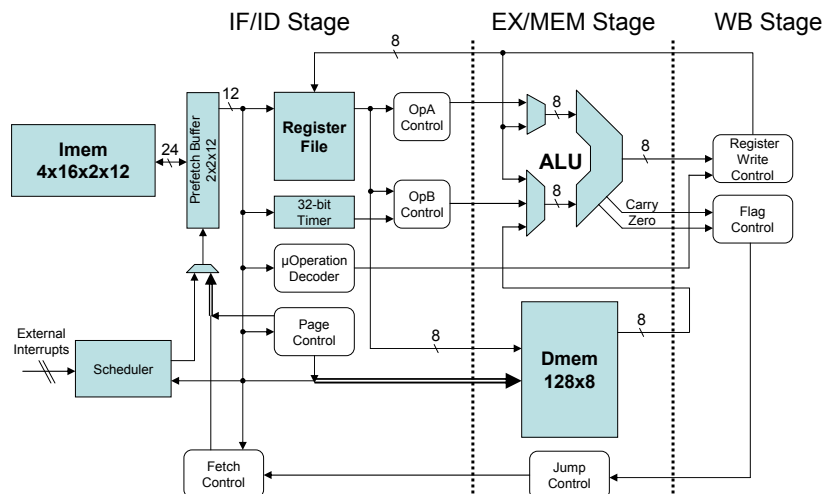 IF/ID Stage
EX/MEM Stage
WB Stage
8
12
Imem
4x16x2x12
24
Prefetch Buffer
2x2x12
Register
File
OpA
Control
8
ALU
8
Register
Write
Control
32-bit
Timer
OpB
Control
8
Carry
Zero
Flag
Control
µOperation
Decoder
External
Interrupts
Scheduler
Page
Control
8
Dmem
128x8
8
Fetch
Control
Jump
Control